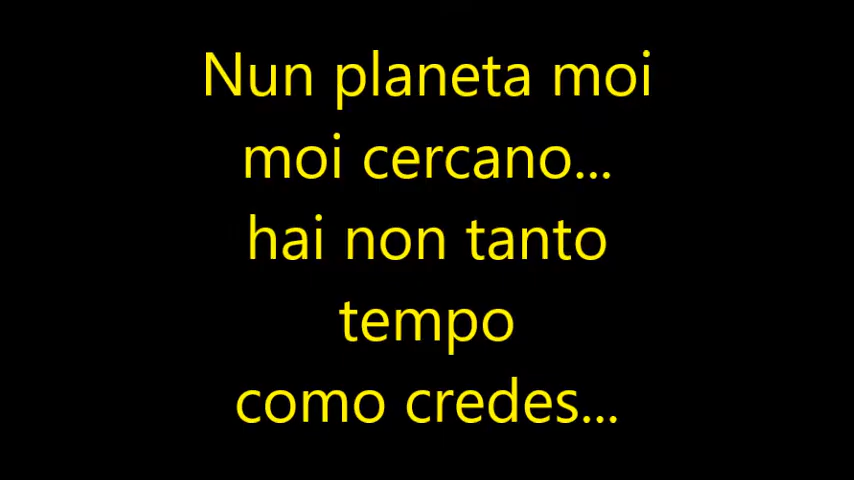 Nun planeta moi
moi cercano...
hai non tanto
tempo
como credes...